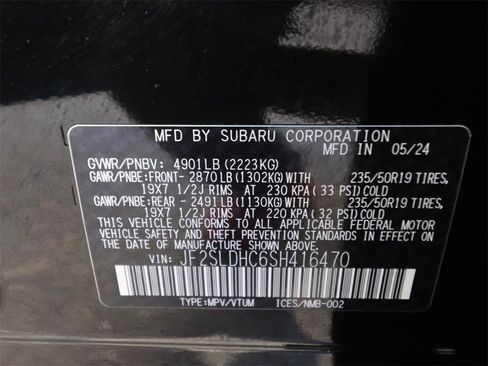 MFD BY SUBARU CORPORATION 05/24
GVWR/PNBV: 4901LB (2223KG)
GAWR/PNBE:FRONT- 2870LB (1302KG)WITH 235/50R19 TIRES,
19X7 1/2J RIMS AT 230 KPA ( 33 PSI)COLD
GAWR/PNBE:REAR - 2491LB (1130KG)WITH 235/50R19 TIRES,
19X7 1/2J RIMS AT 220 KPA ( 32 PSI)COLD
THIS VEHICLE CONFORMS TO ALL APPLICABLE FEDERAL MOTOR
VEHICLE SAFETY AND THEFT PREVENTION STANDARDS IN EFFECT
ON THE DATE OF MANUFACTURE SHOWN ABOVE.
VIN: JF2SLDHC6SH416470
TYPE:MPV/VTUM ICES/NMB-002